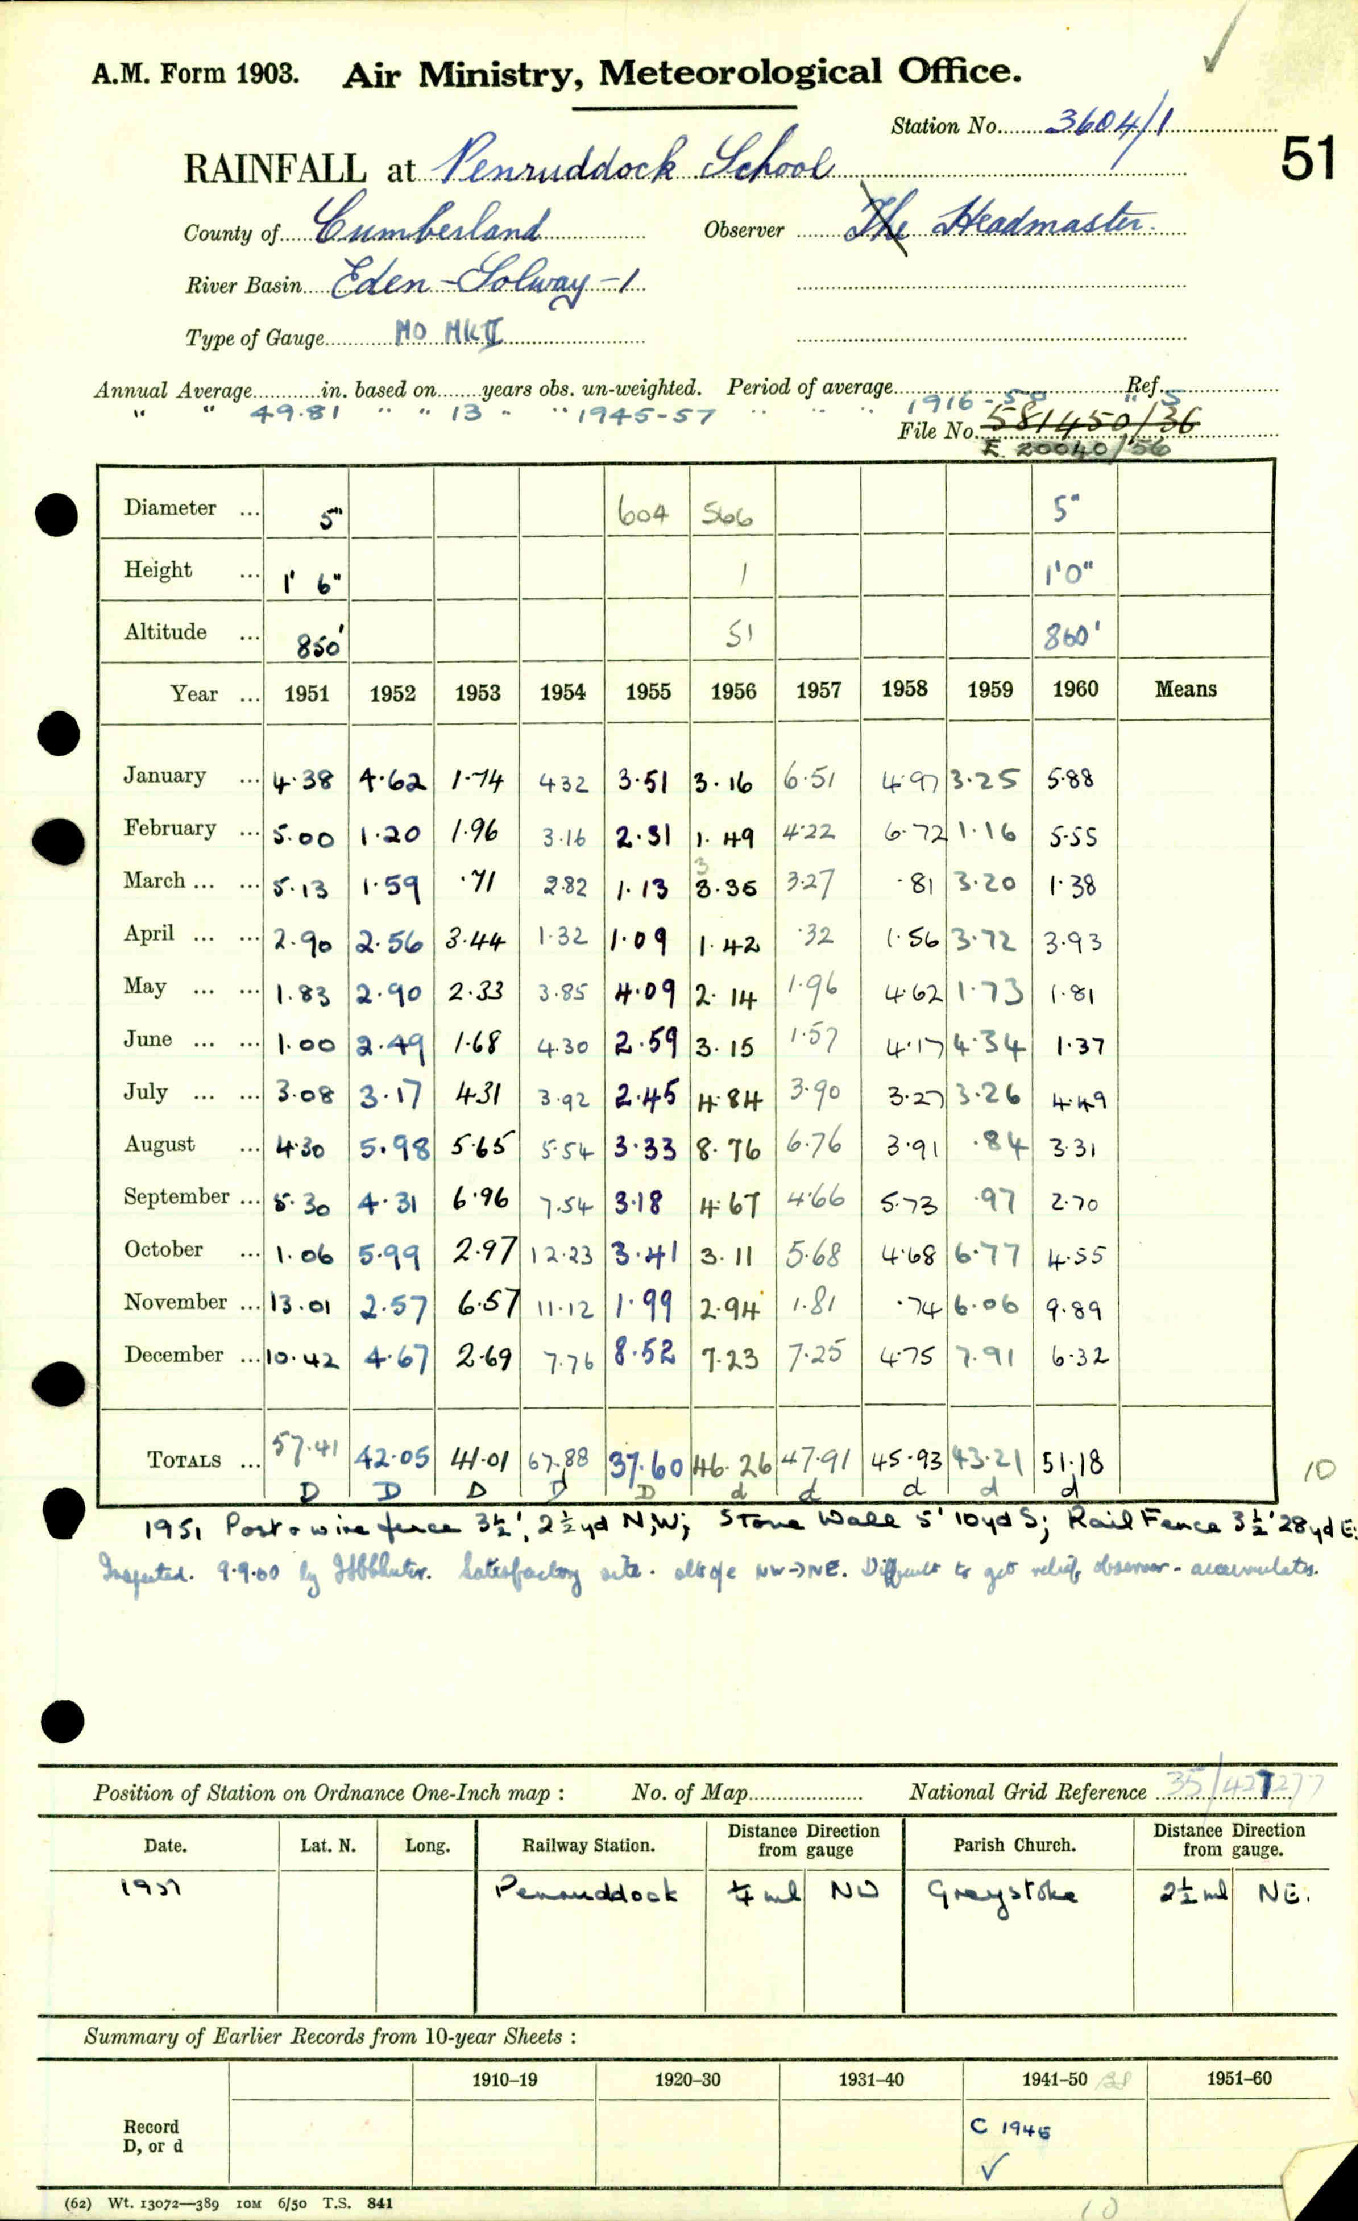 A.M. Form 1903. Air Ministry, Meteorological Office.
Station No. 3604/1
51
RAINFALL at Penruddock School
County of Cumberland Observer The Headmaster.
River Basin Eden-Solway-1
Type of Gauge MO MK II
Annual Average in. based on years obs. un-weighted. Period of average 1916-50 Ref. S
" " 49.81 " " 13 " " 1945-57 " " " "
File No. 581450/36
E 20040/56
Diameter ... 5" 604 566 5"
Height ... 1' 6" 1 1'0"
Altitude ... 850' 51 860'
Year ... 1951 1952 1953 1954 1955 1956 1957 1958 1959 1960 Means
January ... 4.38 4.62 1.74 4.32 3.51 3.16 6.51 4.97 3.25 5.88
February ... 5.00 1.20 1.96 3.16 2.31 1.49 4.22 6.72 1.16 5.55
3
March ... ... 5.13 1.59 .71 2.82 1.13 3.35 3.27 .81 3.20 1.38
April ... ... 2.90 2.56 3.44 1.32 1.09 1.42 .32 1.56 3.72 3.93
May ... ... 1.83 2.90 2.33 3.85 4.09 2.14 1.96 4.62 1.73 1.81
June ... ... 1.00 2.49 1.68 4.30 2.59 3.15 1.57 4.17 4.34 1.37
July ... ... 3.08 3.17 4.31 3.92 2.45 4.84 3.90 3.27 3.26 4.49
August ... 4.30 5.98 5.65 5.54 3.33 8.76 6.76 3.91 .84 3.31
September ... 5.30 4.31 6.96 7.54 3.18 4.67 4.66 5.73 .97 2.70
October ... 1.06 5.99 2.97 12.23 3.41 3.11 5.68 4.68 6.77 4.55
November ... 13.01 2.57 6.57 11.12 1.99 2.94 1.81 .74 6.06 9.89
December ... 10.42 4.67 2.69 7.76 8.52 7.23 7.25 4.75 7.91 6.32
TOTALS ... 57.41 42.05 41.01 67.88 37.60 46.26 47.91 45.93 43.21 51.18
10
D D D D D d d d d d
1951 Post & wire fence 3½', 2½yd N,W; Stone Wall 5' 10yd S; Rail Fence 3½' 28yd E.
Inspected. 9.9.60 by Satisfactory site. NW->NE. Difficult to get relief observer - accumulates.
Position of Station on Ordnance One-Inch map : No. of Map National Grid Reference 35/427277
Date. Lat. N. Long. Railway Station. Distance Direction from gauge Parish Church. Distance Direction from gauge.
1951 Penruddock ¼ ml NW Greystoke 2½ ml NE.
Summary of Earlier Records from 10-year Sheets :
1910–19 1920–30 1931–40 1941–50 1951–60
Record
D, or d
C 1945
(62) Wt. 13072—389 10M 6/50 T.S. 841
10